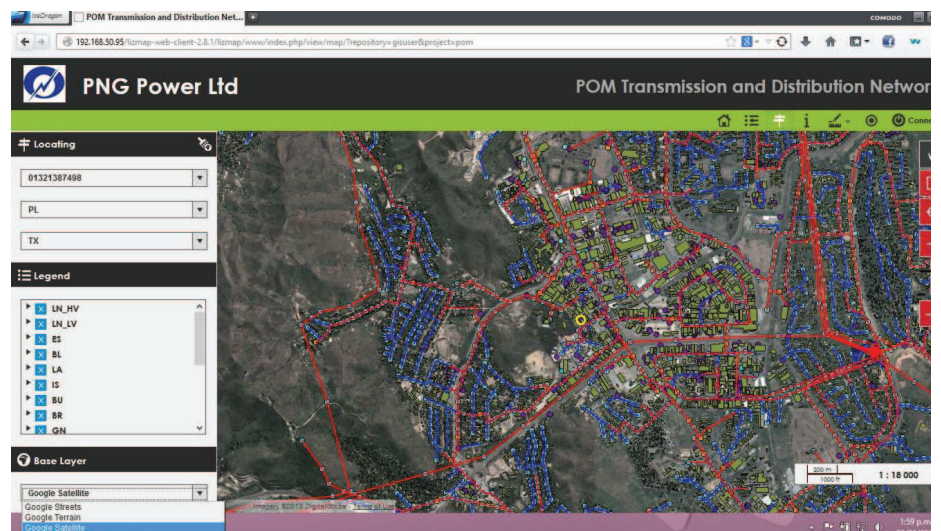 IceDragon
POM Transmission and Distribution Net...
COMODO
192.168.50.95/lizmap-web-client-2.8.1/lizmap/www/index.php/view/map/?repository=gisuser&project=pom
PNG Power Ltd
POM Transmission and Distribution Networ
Conne
Locating
01321387498
PL
TX
Legend
LN_HV
LN_LV
ES
BL
LA
IS
BU
BR
GN
Base Layer
Google Satellite
Google Streets
Google Terrain
Google Satellite
Imagery ©2013 DigitalGlobe - Terms of Use
200 m
1000 ft
1 : 18 000
1:59 p.m